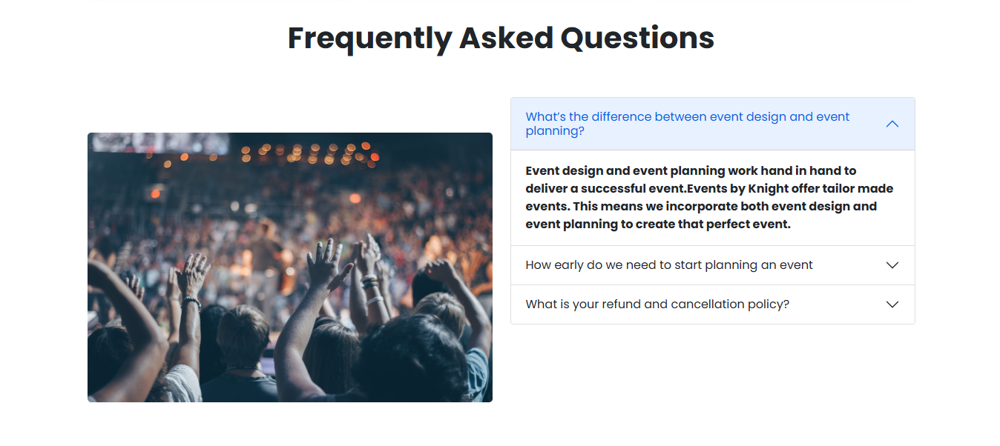 Frequently Asked Questions
What’s the difference between event design and event
planning?
Event design and event planning work hand in hand to
deliver a successful event.Events by Knight offer tailor made
events. This means we incorporate both event design and
event planning to create that perfect event.
How early do we need to start planning an event
What is your refund and cancellation policy?